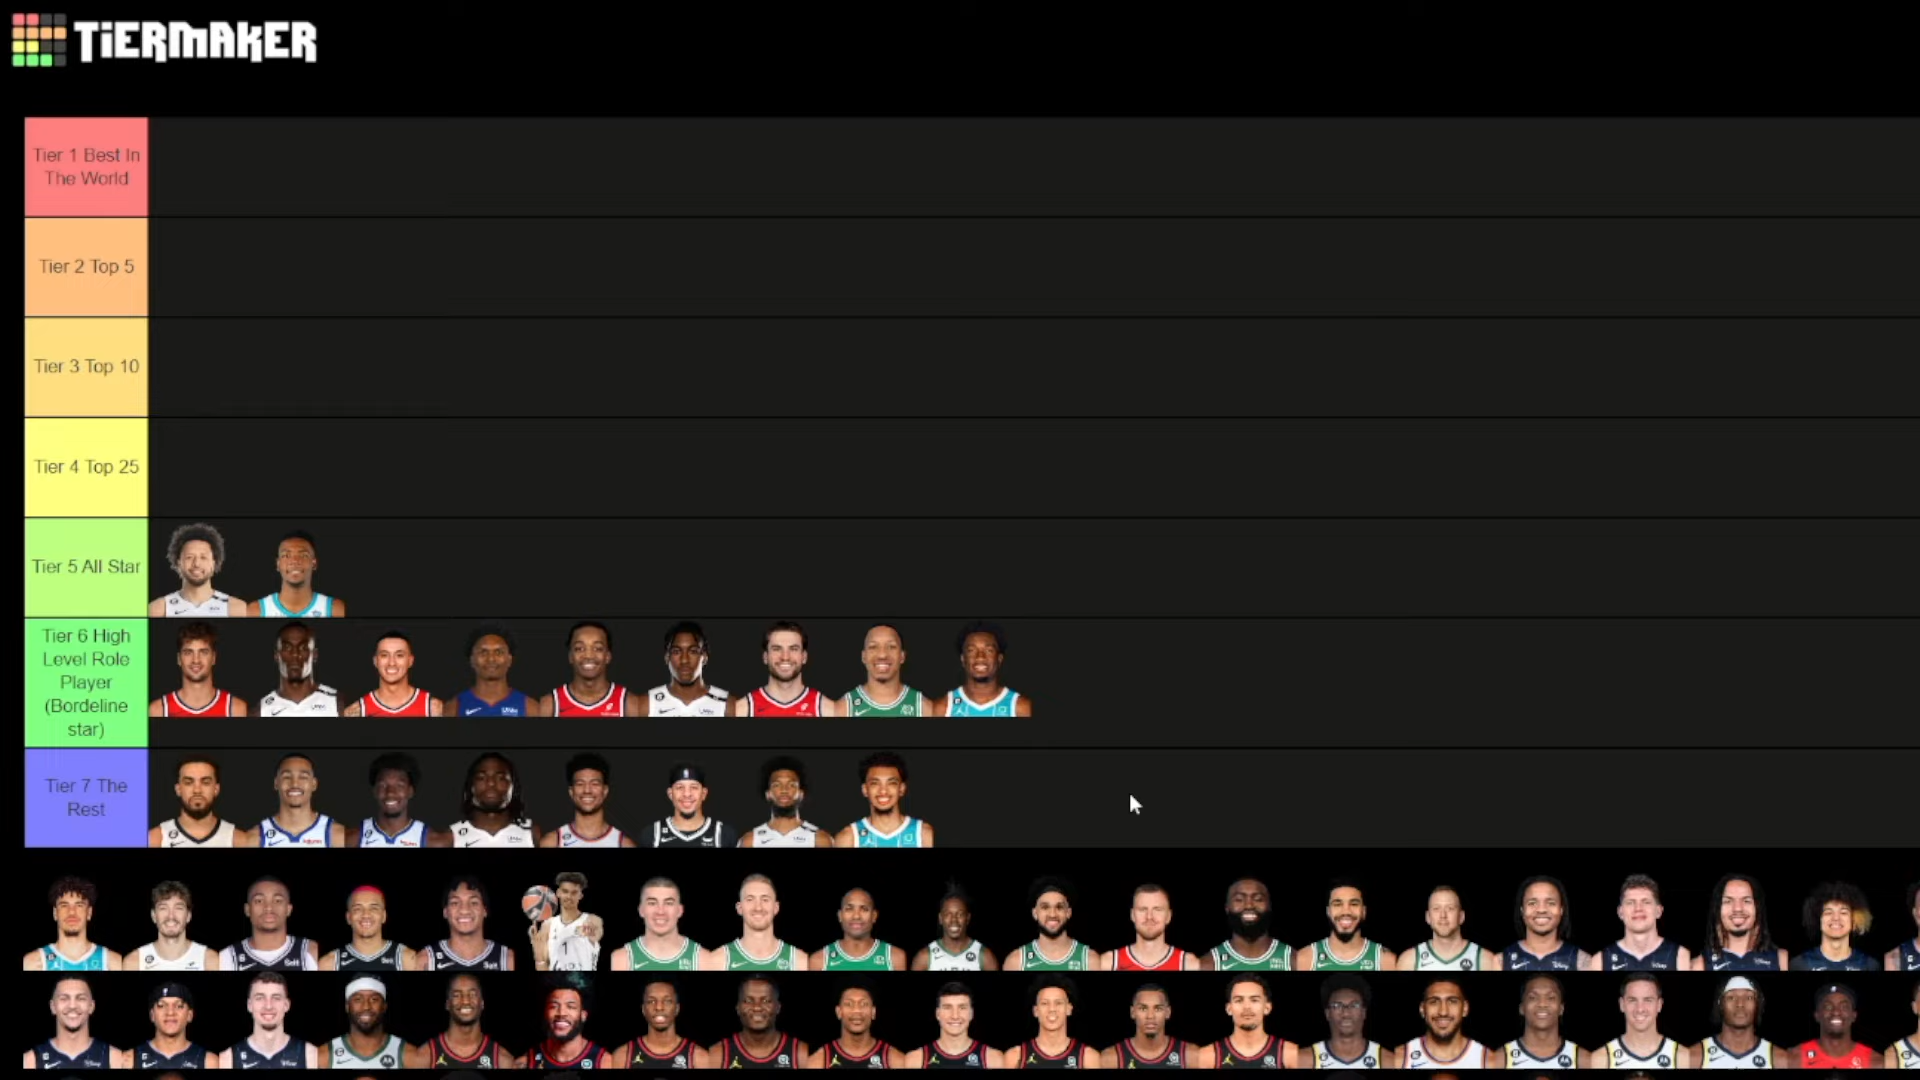 TiERMAKER
Tier 1 Best In
The World
Tier 2 Top 5
Tier 3 Top 10
Tier 4 Top 25
Tier 5 All Star
Tier 6 High
Level Role
Player
(Bordeline
star)
Tier 7 The
Rest